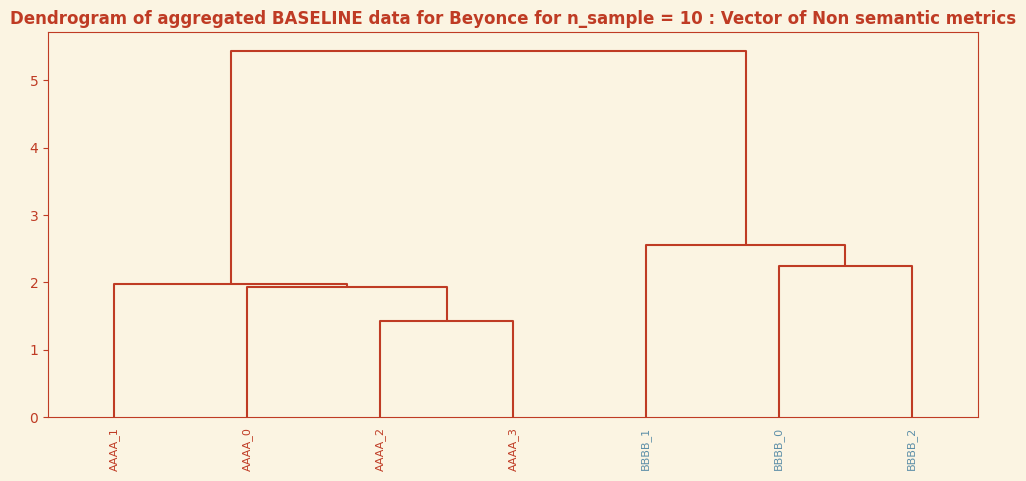 Dendrogram of aggregated BASELINE data for Beyonce for n_sample = 10 : Vector of Non semantic metrics
5
4
3
2
1
0
AAAA_1
AAAA_0
AAAA_2
AAAA_3
BBBB_1
BBBB_0
BBBB_2